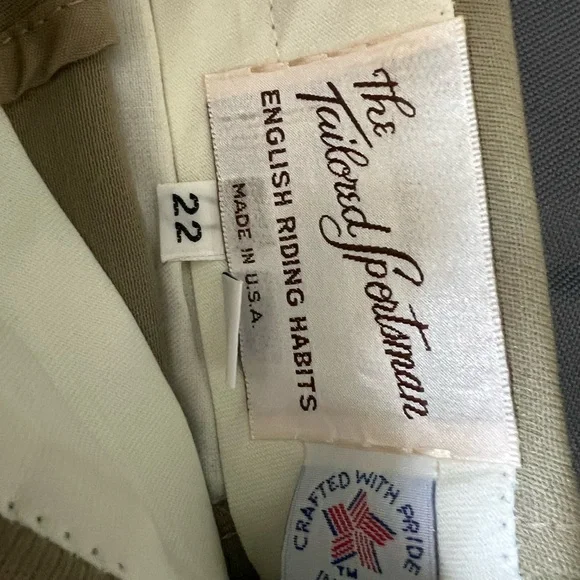 The
Tailored Sportsman
ENGLISH RIDING HABITS
MADE IN U.S.A.
22
CRAFTED WITH PRIDE